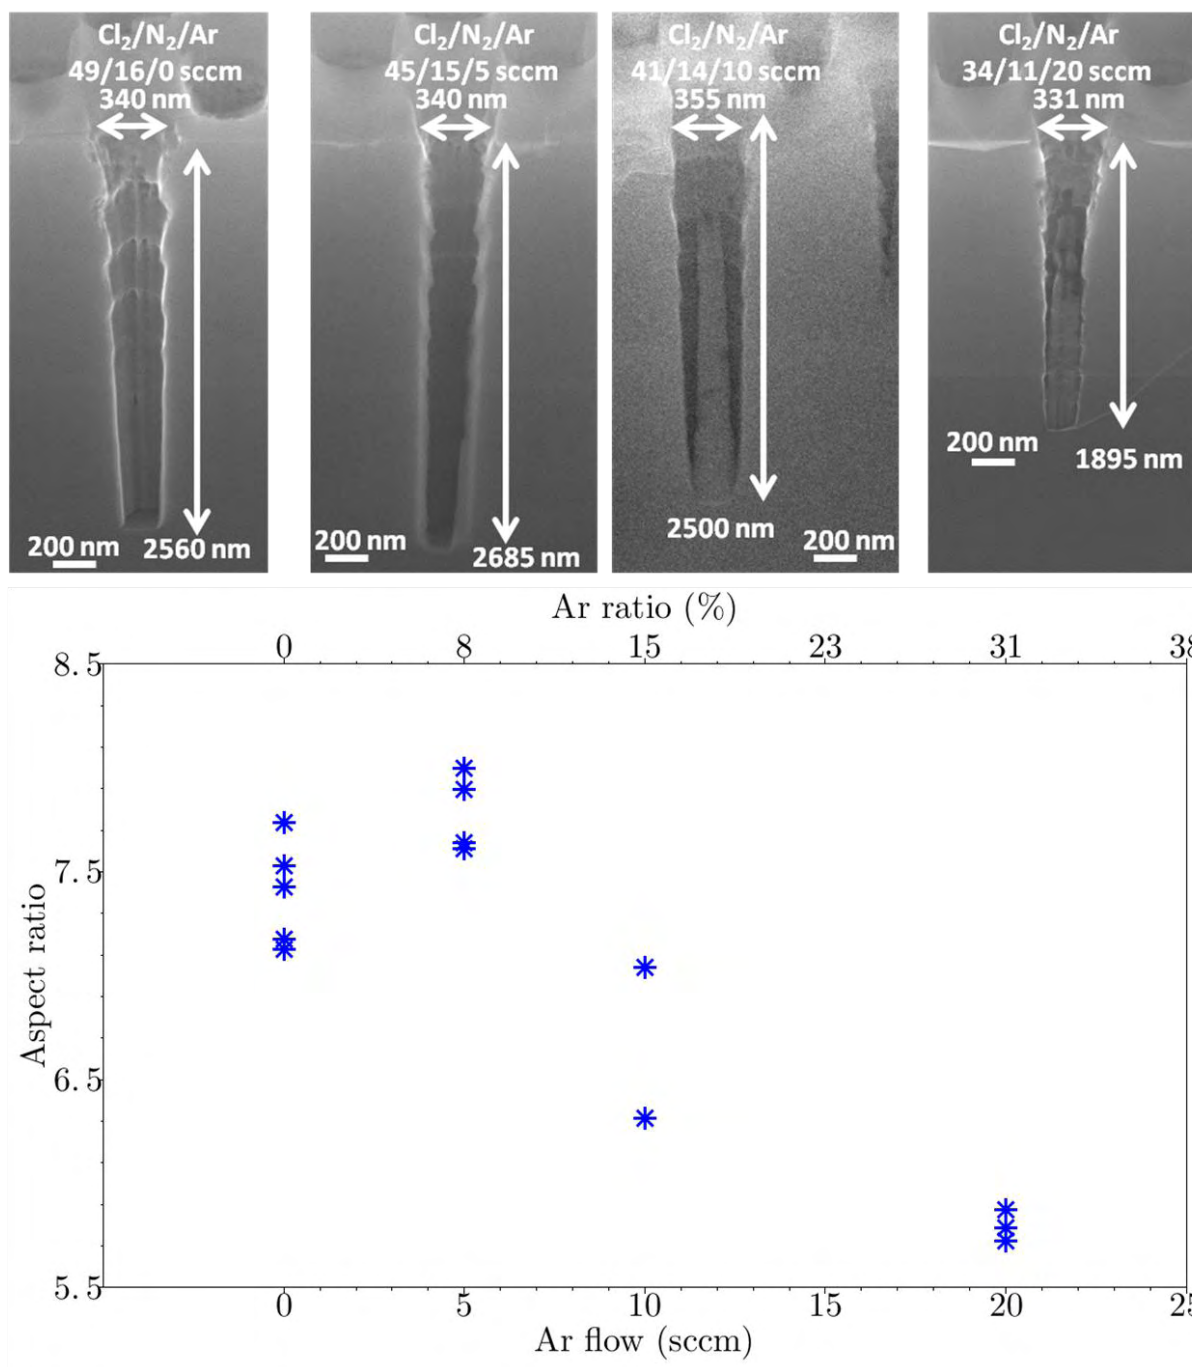 Cl₂/N₂/Ar
49/16/0 sccm
340 nm
200 nm
2560 nm
Cl₂/N₂/Ar
45/15/5 sccm
340 nm
200 nm
2685 nm
Cl₂/N₂/Ar
41/14/10 sccm
355 nm
2500 nm
200 nm
Cl₂/N₂/Ar
34/11/20 sccm
331 nm
200 nm
1895 nm
Ar ratio (%)
0 8 15 23 31 38
8.5
7.5
6.5
5.5
Aspect ratio
0 5 10 15 20 25
Ar flow (sccm)